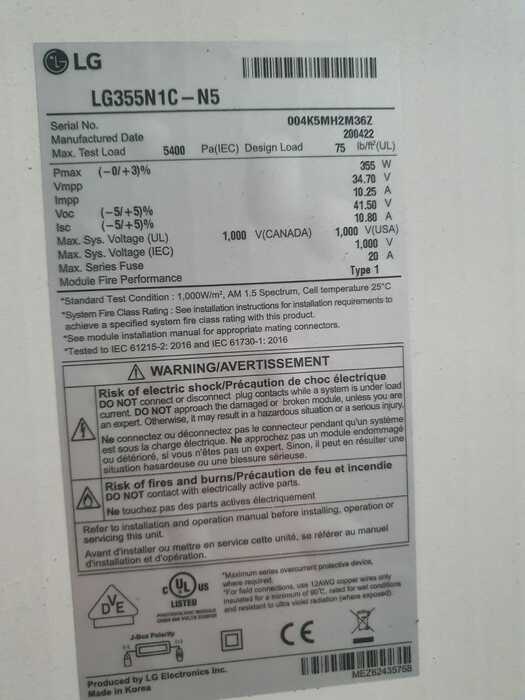 LG
LG355N1C-N5
Serial No. 004K5MH2M36Z
Manufactured Date 200422
Max. Test Load 5400 Pa(IEC) Design Load 75 lb/ft²(UL)
Pmax (-0/+3)% 355 W
Vmpp 34.70 V
Impp 10.25 A
Voc (-5/+5)% 41.50 V
Isc (-5/+5)% 10.80 A
Max. Sys. Voltage (UL) 1,000 V(CANADA) 1,000 V(USA)
Max. Sys. Voltage (IEC) 1,000 V
Max. Series Fuse 20 A
Module Fire Performance Type 1
*Standard Test Condition : 1,000W/m², AM 1.5 Spectrum, Cell temperature 25°C
*System Fire Class Rating : See installation instructions for installation requirements to
achieve a specified system fire class rating with this product.
*See module installation manual for appropriate mating connectors.
*Tested to IEC 61215-2: 2016 and IEC 61730-1: 2016
WARNING/AVERTISSEMENT
Risk of electric shock/Précaution de choc électrique
DO NOT connect or disconnect plug contacts while a system is under load
current. DO NOT approach the damaged or broken module, unless you are
an expert. Otherwise, it may result in a hazardous situation or a serious injury.
Ne connectez ou déconnectez pas le connecteur pendant qu'un système
est sous la charge électrique. Ne approchez pas un module endommagé
ou détérioré, si vous n'êtes pas un expert. Sinon, il peut en résulter une
situation hasardeuse ou une blessure sérieuse.
Risk of fires and burns/Précaution de feu et incendie
DO NOT contact with electrically active parts.
Ne touchez pas des parts actives électriquement
Refer to installation and operation manual before installing, operation or
servicing this unit.
Avant d'installer ou mettre en service cette unité, se référer au manuel
d'installation et d'opération.
DVE
C UL US
LISTED
*Maximum series overcurrent protective device,
where required.
*For field connections, use 12AWG copper wires only
insulated for a minimum of 90°C, rated for wet conditions
and resistant to ultra violet radiation (where exposed).
J-Box Polarity
CE
Produced by LG Electronics Inc.
Made in Korea
MEZ62435758